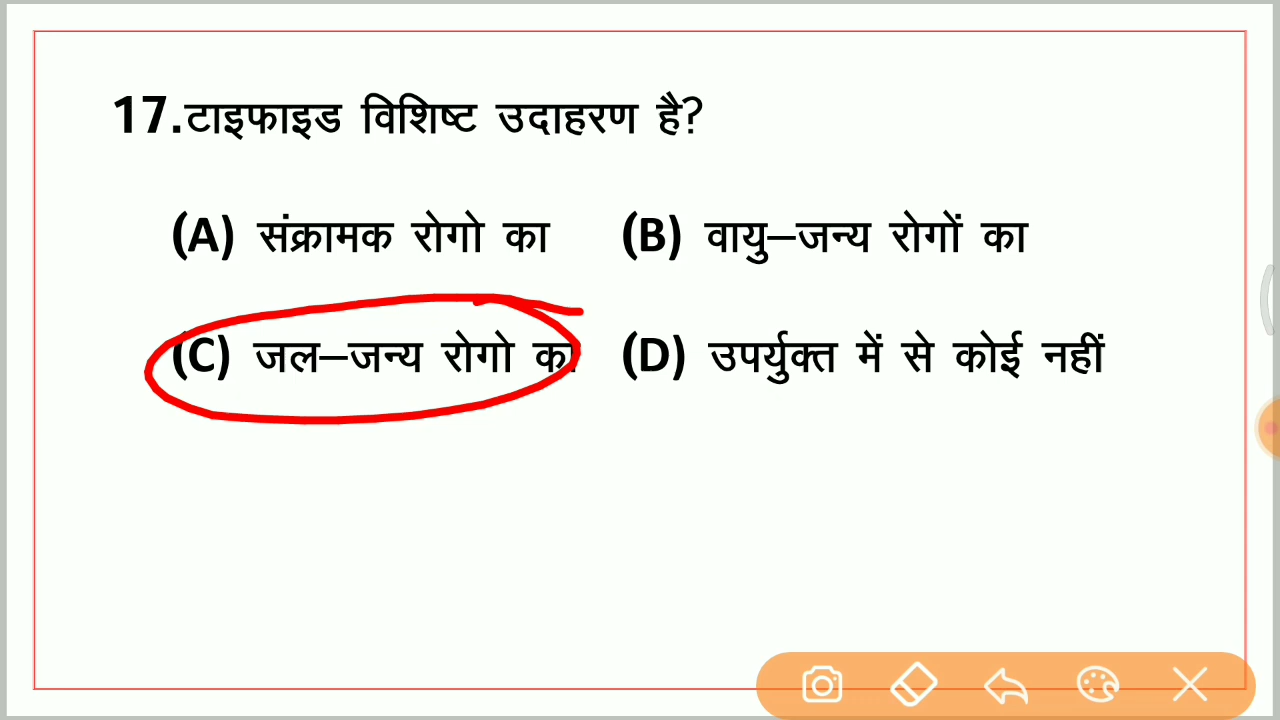 17.टाइफाइड विशिष्ट उदाहरण है?
(A) संक्रामक रोगो का (B) वायु–जन्य रोगों का
(C) जल–जन्य रोगो का (D) उपर्युक्त में से कोई नहीं